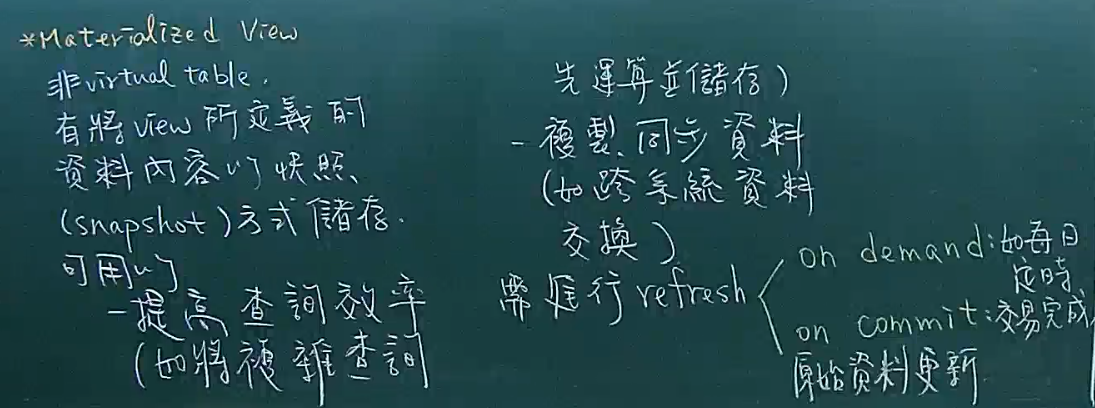 *Materialized View
非virtual table.
有將view所定義的
資料內容以快照
(snapshot)方式儲存.
可用以
-提高查詢效率
(如將複雜查詢
先運算並儲存)
-複製、同步資料
(如跨系統資料
交換)
需進行refresh
on demand:如每日
定時
on commit:交易完成
原始資料更新